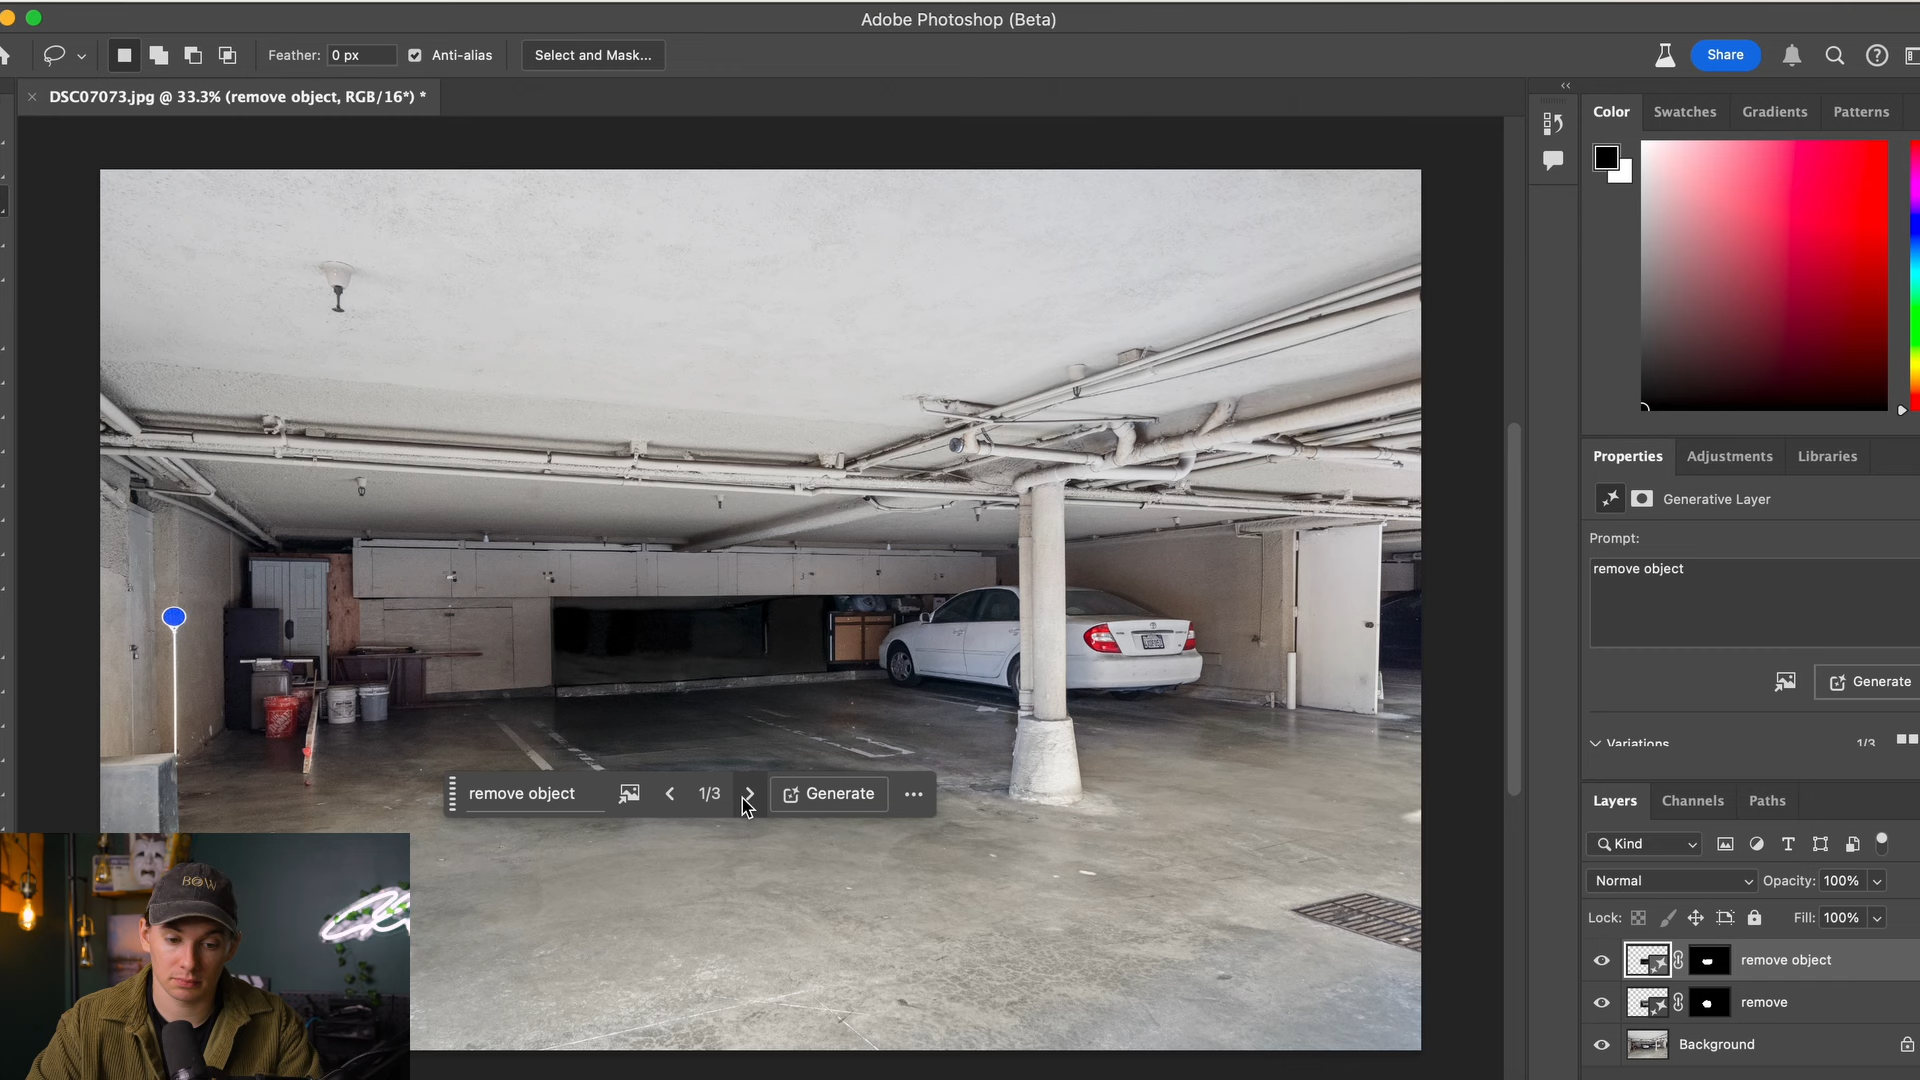 Adobe Photoshop (Beta)
Feather: 0 px Anti-alias Select and Mask... Share
DSC07073.jpg @ 33.3% (remove object, RGB/16*) *
Color Swatches Gradients Patterns
Properties Adjustments Libraries
Generative Layer
Prompt:
remove object
Generate
Variations 1/3
remove object 1/3 Generate
Layers Channels Paths
Kind
Normal Opacity: 100%
Lock: Fill: 100%
remove object
remove
Background
BOW